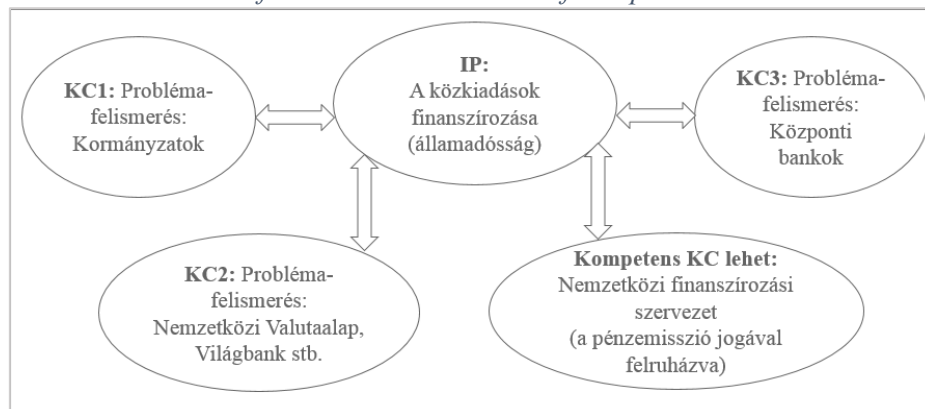 KC1: Probléma-
felismerés:
Kormányzatok
IP:
A közkiadások
finanszírozása
(államadósság)
KC3: Probléma-
felismerés:
Központi
bankok
KC2: Probléma-
felismerés:
Nemzetközi Valutaalap,
Világbank stb.
Kompetens KC lehet:
Nemzetközi finanszírozási
szervezet
(a pénzemisszió jogával
felruházva)